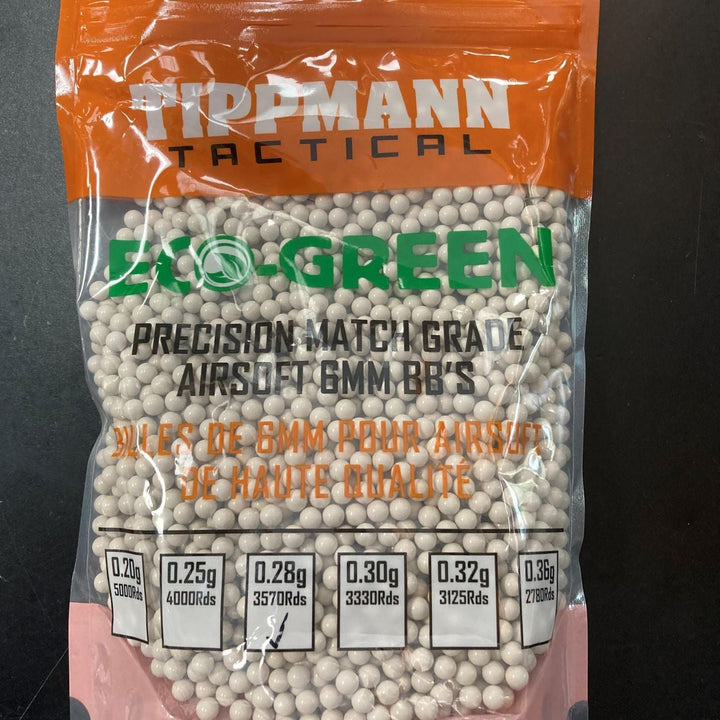 TIPPMANN
TACTICAL
ECO-GREEN
PRECISION MATCH GRADE
AIRSOFT 6MM BB'S
BILLES DE 6MM POUR AIRSOFT
DE HAUTE QUALITÉ
0.20g 0.25g 0.28g 0.30g 0.32g 0.36g
5000Rds 4000Rds 3570Rds 3330Rds 3125Rds 2780Rds